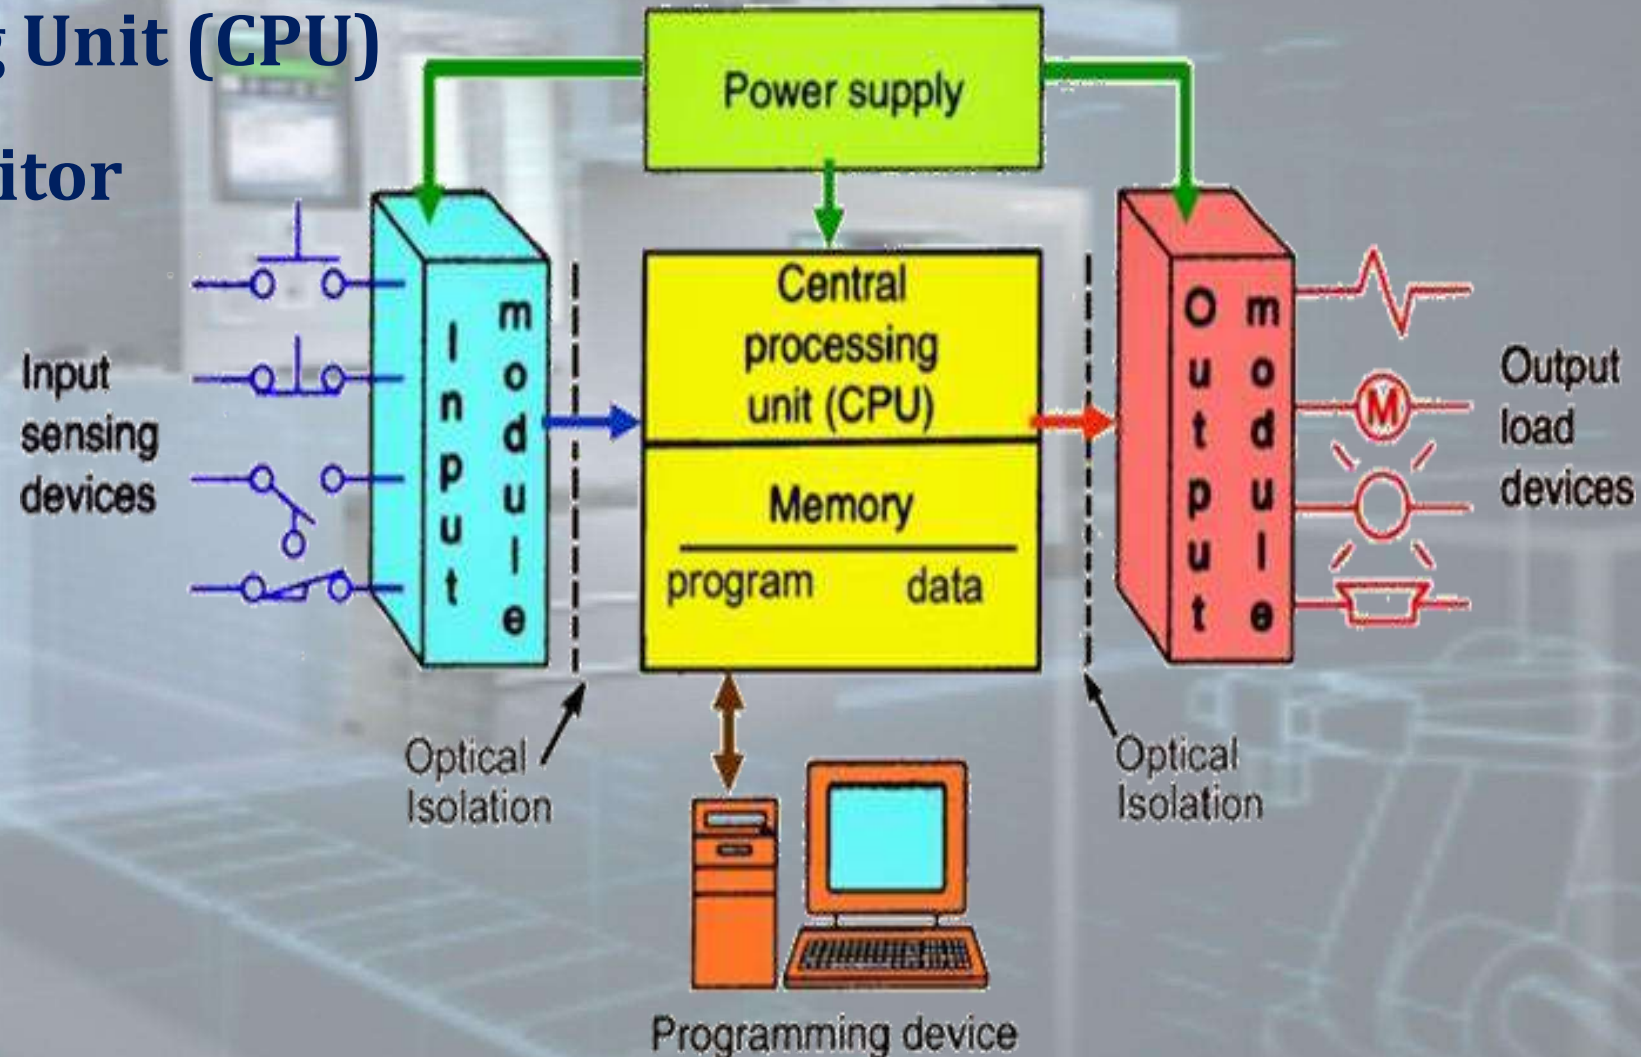 g Unit (CPU)
itor
Power supply
Input
sensing
devices
Input
module
Central
processing
unit (CPU)
Memory
program data
Output
module
M
Output
load
devices
Optical
Isolation
Optical
Isolation
Programming device